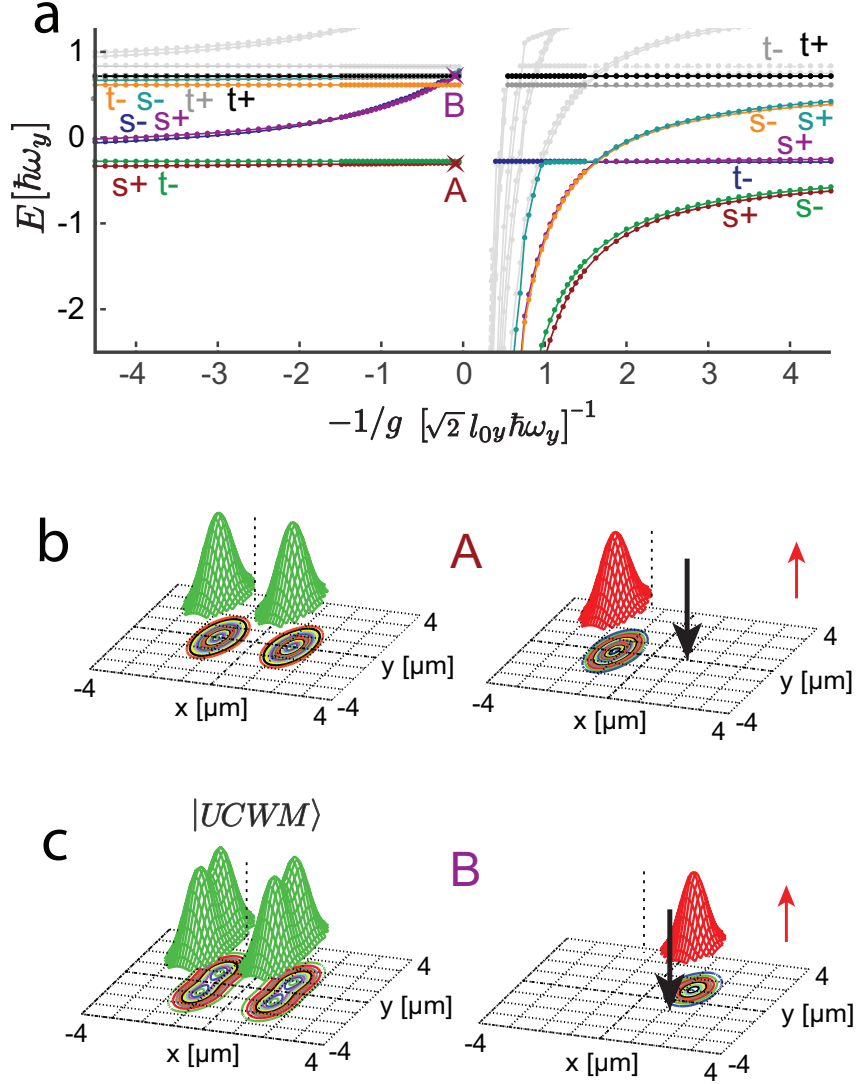 a
1
0
-1
-2
E [ħω_y]
t- t+
B
t- s- t+ t+
s- s+
s- s+
s+
t-
s+ t-
A
s+ s-
-4 -3 -2 -1 0 1 2 3 4
−1/g [√2 l_{0y}ħω_y]^{−1}
b
A
4
y [µm]
-4
x [µm]
4
-4
4
y [µm]
-4
x [µm]
4
-4
|UCWM⟩
c
B
4
y [µm]
-4
x [µm]
4
-4
4
y [µm]
-4
x [µm]
4
-4